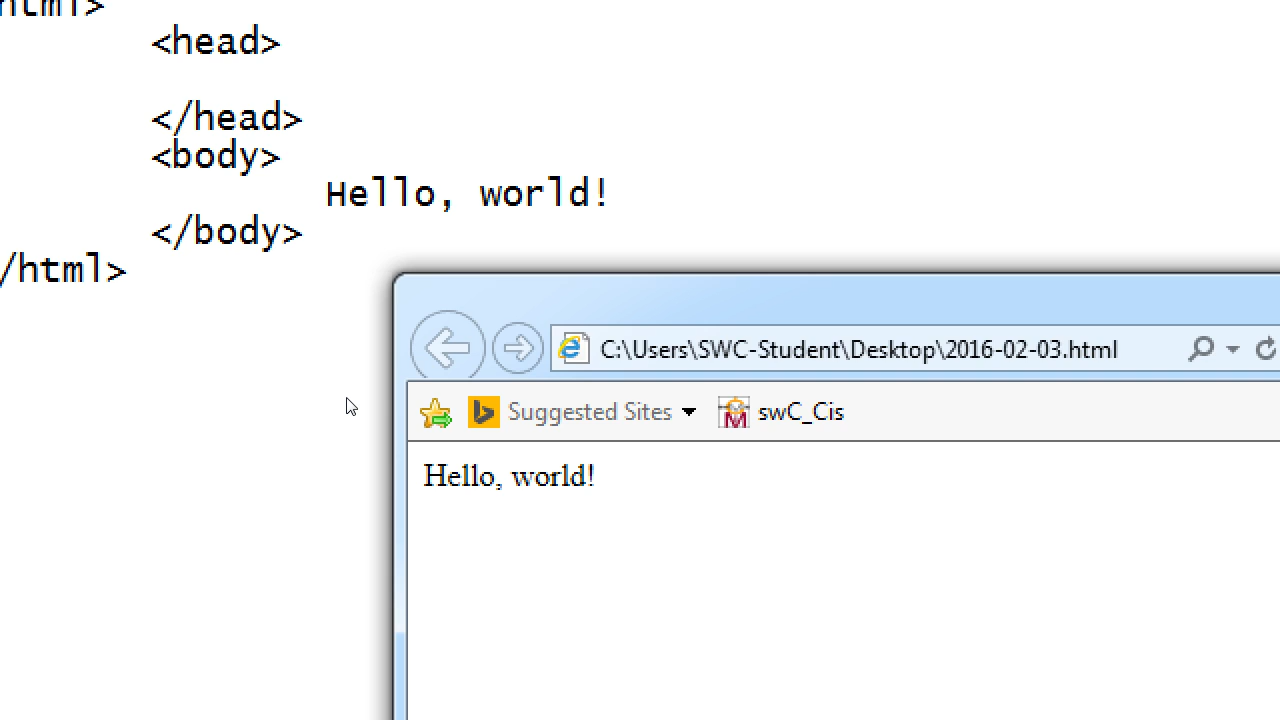 html>
<head>
</head>
<body>
Hello, world!
</body>
/html>
C:\Users\SWC-Student\Desktop\2016-02-03.html
Suggested Sites swC_Cis
Hello, world!